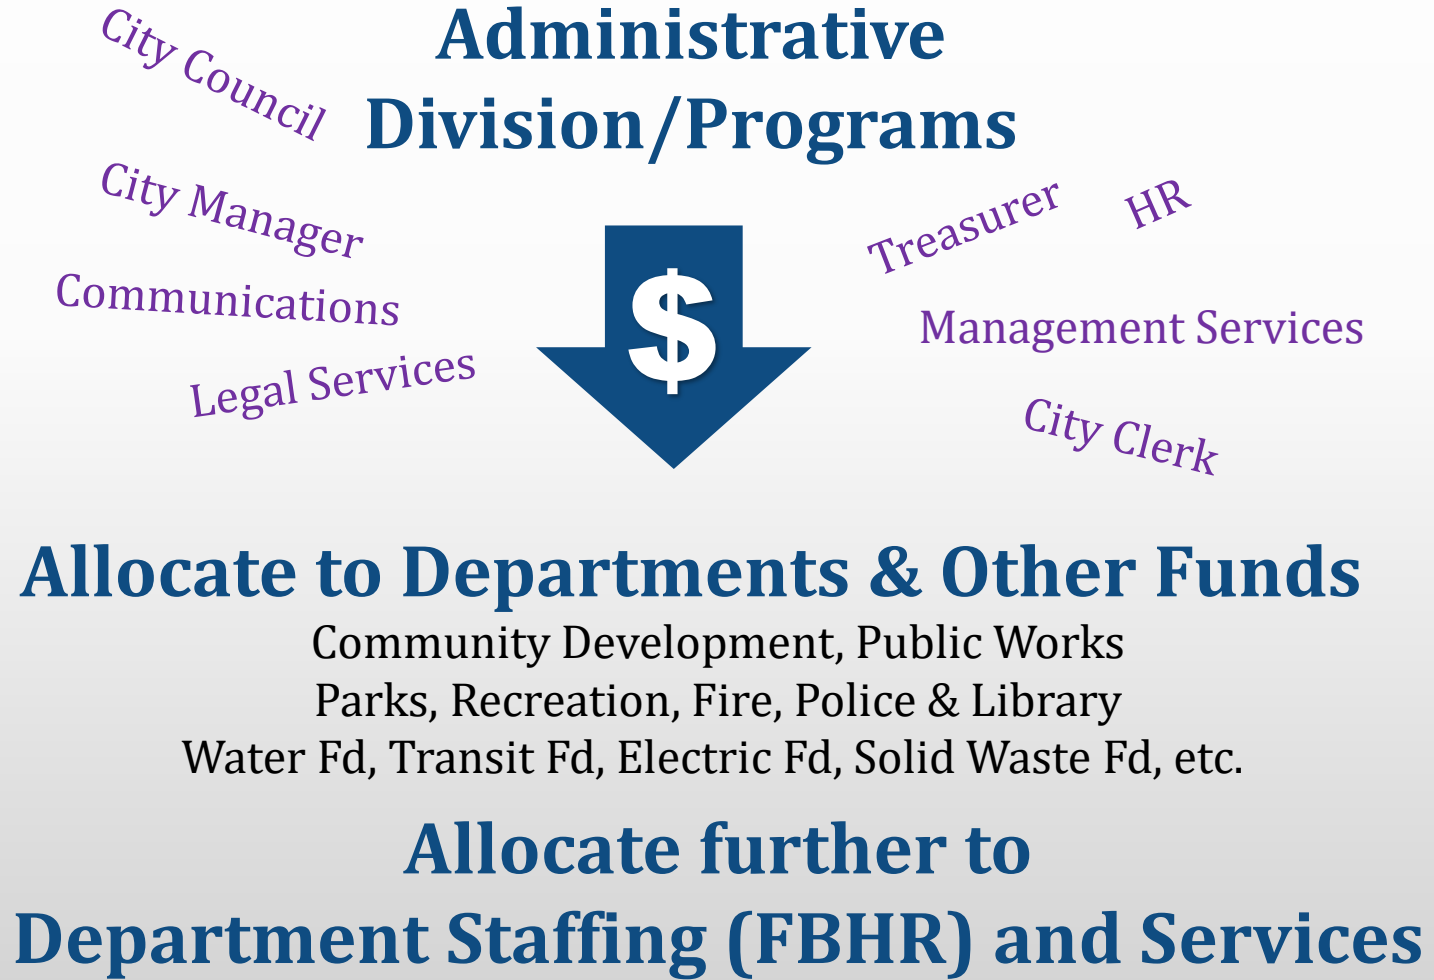 Administrative
Division/Programs
City Council
City Manager
Communications
Legal Services
$
Treasurer
HR
Management Services
City Clerk
Allocate to Departments & Other Funds
Community Development, Public Works
Parks, Recreation, Fire, Police & Library
Water Fd, Transit Fd, Electric Fd, Solid Waste Fd, etc.
Allocate further to
Department Staffing (FBHR) and Services